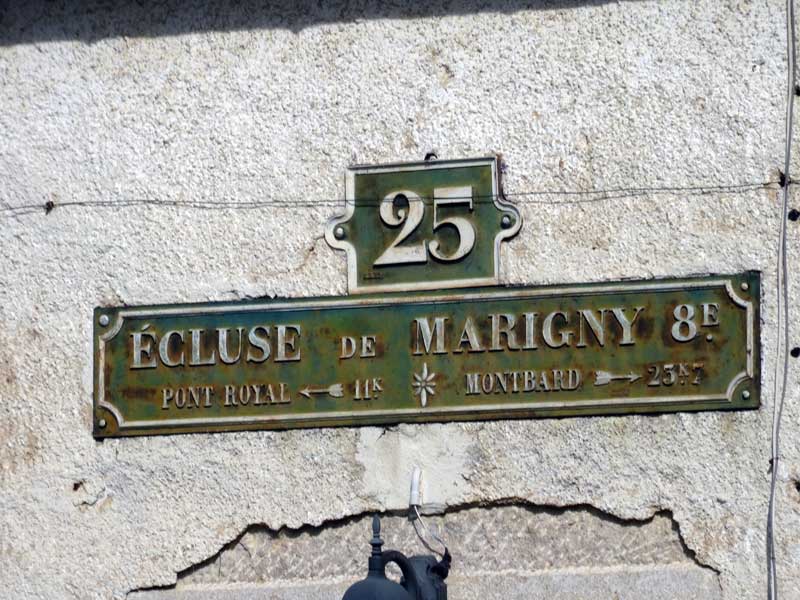 25
ÉCLUSE DE MARIGNY 8E.
PONT ROYAL 11K MONTBARD 23K7